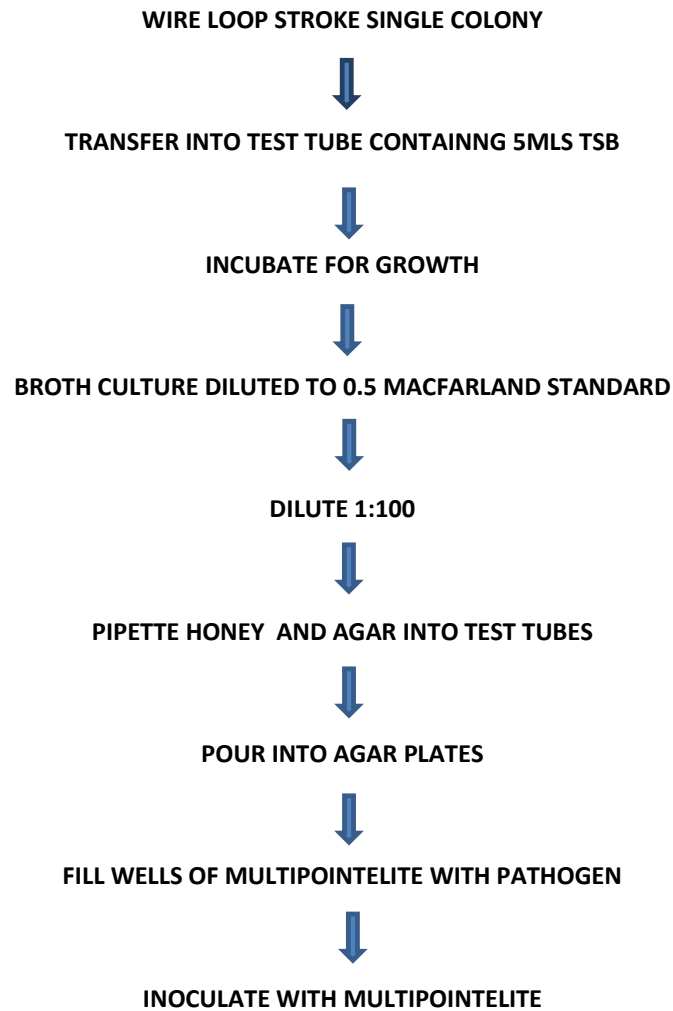 WIRE LOOP STROKE SINGLE COLONY
TRANSFER INTO TEST TUBE CONTAINNG 5MLS TSB
INCUBATE FOR GROWTH
BROTH CULTURE DILUTED TO 0.5 MACFARLAND STANDARD
DILUTE 1:100
PIPETTE HONEY AND AGAR INTO TEST TUBES
POUR INTO AGAR PLATES
FILL WELLS OF MULTIPOINTELITE WITH PATHOGEN
INOCULATE WITH MULTIPOINTELITE